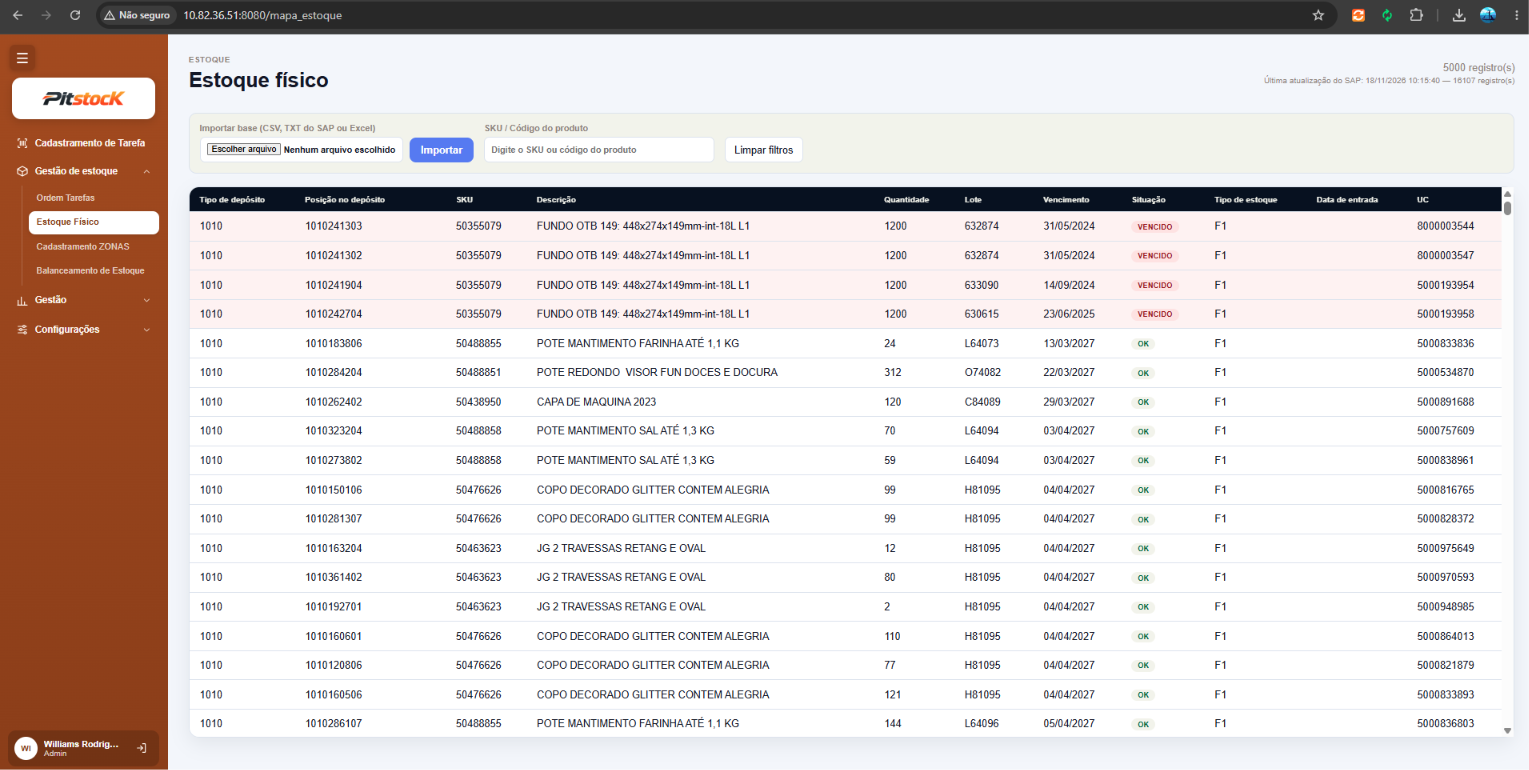 Não seguro 10.82.36.51:8080/mapa_estoque
PitstocK
Cadastramento de Tarefa
Gestão de estoque
Ordem Tarefas
Estoque Físico
Cadastramento ZONAS
Balanceamento de Estoque
Gestão
Configurações
WI Williams Rodrig...
Admin
ESTOQUE
Estoque físico
5000 registro(s)
Última atualização do SAP: 18/11/2026 10:15:40 — 16107 registro(s)
Importar base (CSV, TXT do SAP ou Excel) SKU / Código do produto
Escolher arquivo Nenhum arquivo escolhido Importar Digite o SKU ou código do produto Limpar filtros
Tipo de depósito Posição no depósito SKU Descrição Quantidade Lote Vencimento Situação Tipo de estoque Data de entrada UC
1010 1010241303 50355079 FUNDO OTB 149: 448x274x149mm-int-18L L1 1200 632874 31/05/2024 VENCIDO F1 8000003544
1010 1010241302 50355079 FUNDO OTB 149: 448x274x149mm-int-18L L1 1200 632874 31/05/2024 VENCIDO F1 8000003547
1010 1010241904 50355079 FUNDO OTB 149: 448x274x149mm-int-18L L1 1200 633090 14/09/2024 VENCIDO F1 5000193954
1010 1010242704 50355079 FUNDO OTB 149: 448x274x149mm-int-18L L1 1200 630615 23/06/2025 VENCIDO F1 5000193958
1010 1010183806 50488855 POTE MANTIMENTO FARINHA ATÉ 1,1 KG 24 L64073 13/03/2027 OK F1 5000833836
1010 1010284204 50488851 POTE REDONDO  VISOR FUN DOCES E DOCURA 312 O74082 22/03/2027 OK F1 5000534870
1010 1010262402 50438950 CAPA DE MAQUINA 2023 120 C84089 29/03/2027 OK F1 5000891688
1010 1010323204 50488858 POTE MANTIMENTO SAL ATÉ 1,3 KG 70 L64094 03/04/2027 OK F1 5000757609
1010 1010273802 50488858 POTE MANTIMENTO SAL ATÉ 1,3 KG 59 L64094 03/04/2027 OK F1 5000838961
1010 1010150106 50476626 COPO DECORADO GLITTER CONTEM ALEGRIA 99 H81095 04/04/2027 OK F1 5000816765
1010 1010281307 50476626 COPO DECORADO GLITTER CONTEM ALEGRIA 99 H81095 04/04/2027 OK F1 5000828372
1010 1010163204 50463623 JG 2 TRAVESSAS RETANG E OVAL 12 H81095 04/04/2027 OK F1 5000975649
1010 1010361402 50463623 JG 2 TRAVESSAS RETANG E OVAL 80 H81095 04/04/2027 OK F1 5000970593
1010 1010192701 50463623 JG 2 TRAVESSAS RETANG E OVAL 2 H81095 04/04/2027 OK F1 5000948985
1010 1010160601 50476626 COPO DECORADO GLITTER CONTEM ALEGRIA 110 H81095 04/04/2027 OK F1 5000864013
1010 1010120806 50476626 COPO DECORADO GLITTER CONTEM ALEGRIA 77 H81095 04/04/2027 OK F1 5000821879
1010 1010160506 50476626 COPO DECORADO GLITTER CONTEM ALEGRIA 121 H81095 04/04/2027 OK F1 5000833893
1010 1010286107 50488855 POTE MANTIMENTO FARINHA ATÉ 1,1 KG 144 L64096 05/04/2027 OK F1 5000836803